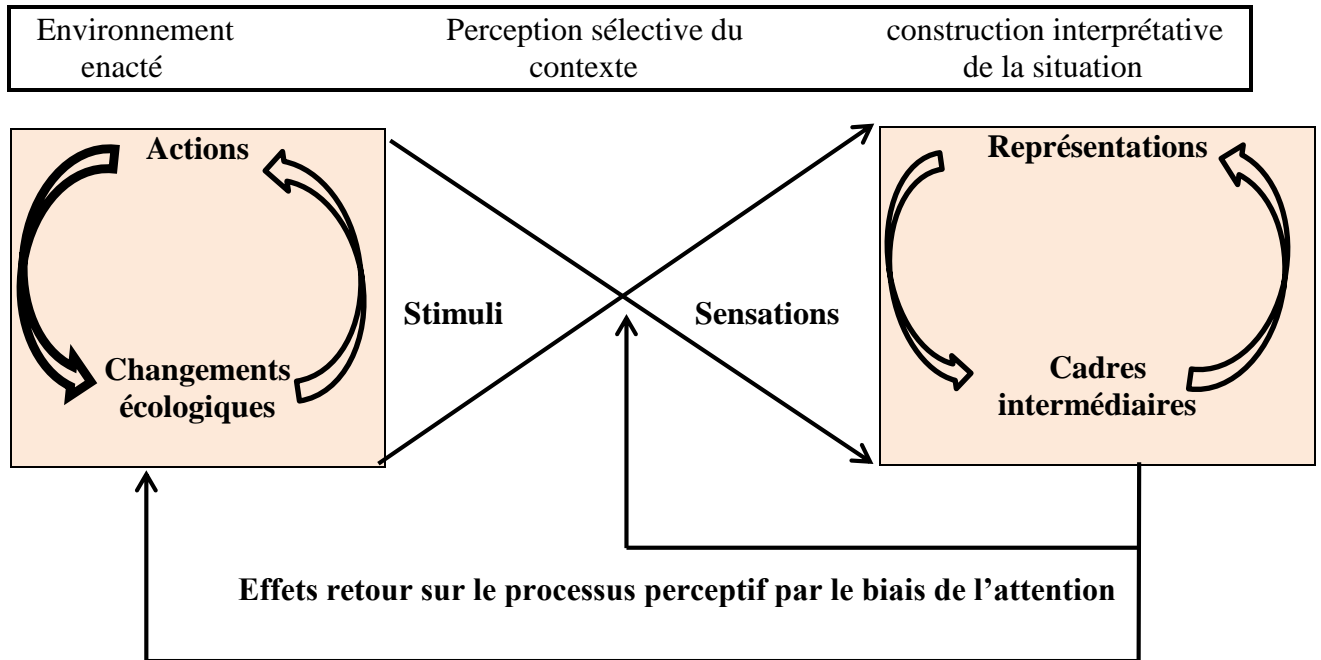 Environnement
enacté
Perception sélective du
contexte
construction interprétative
de la situation
Actions
Changements
écologiques
Stimuli
Sensations
Représentations
Cadres
intermédiaires
Effets retour sur le processus perceptif par le biais de l’attention